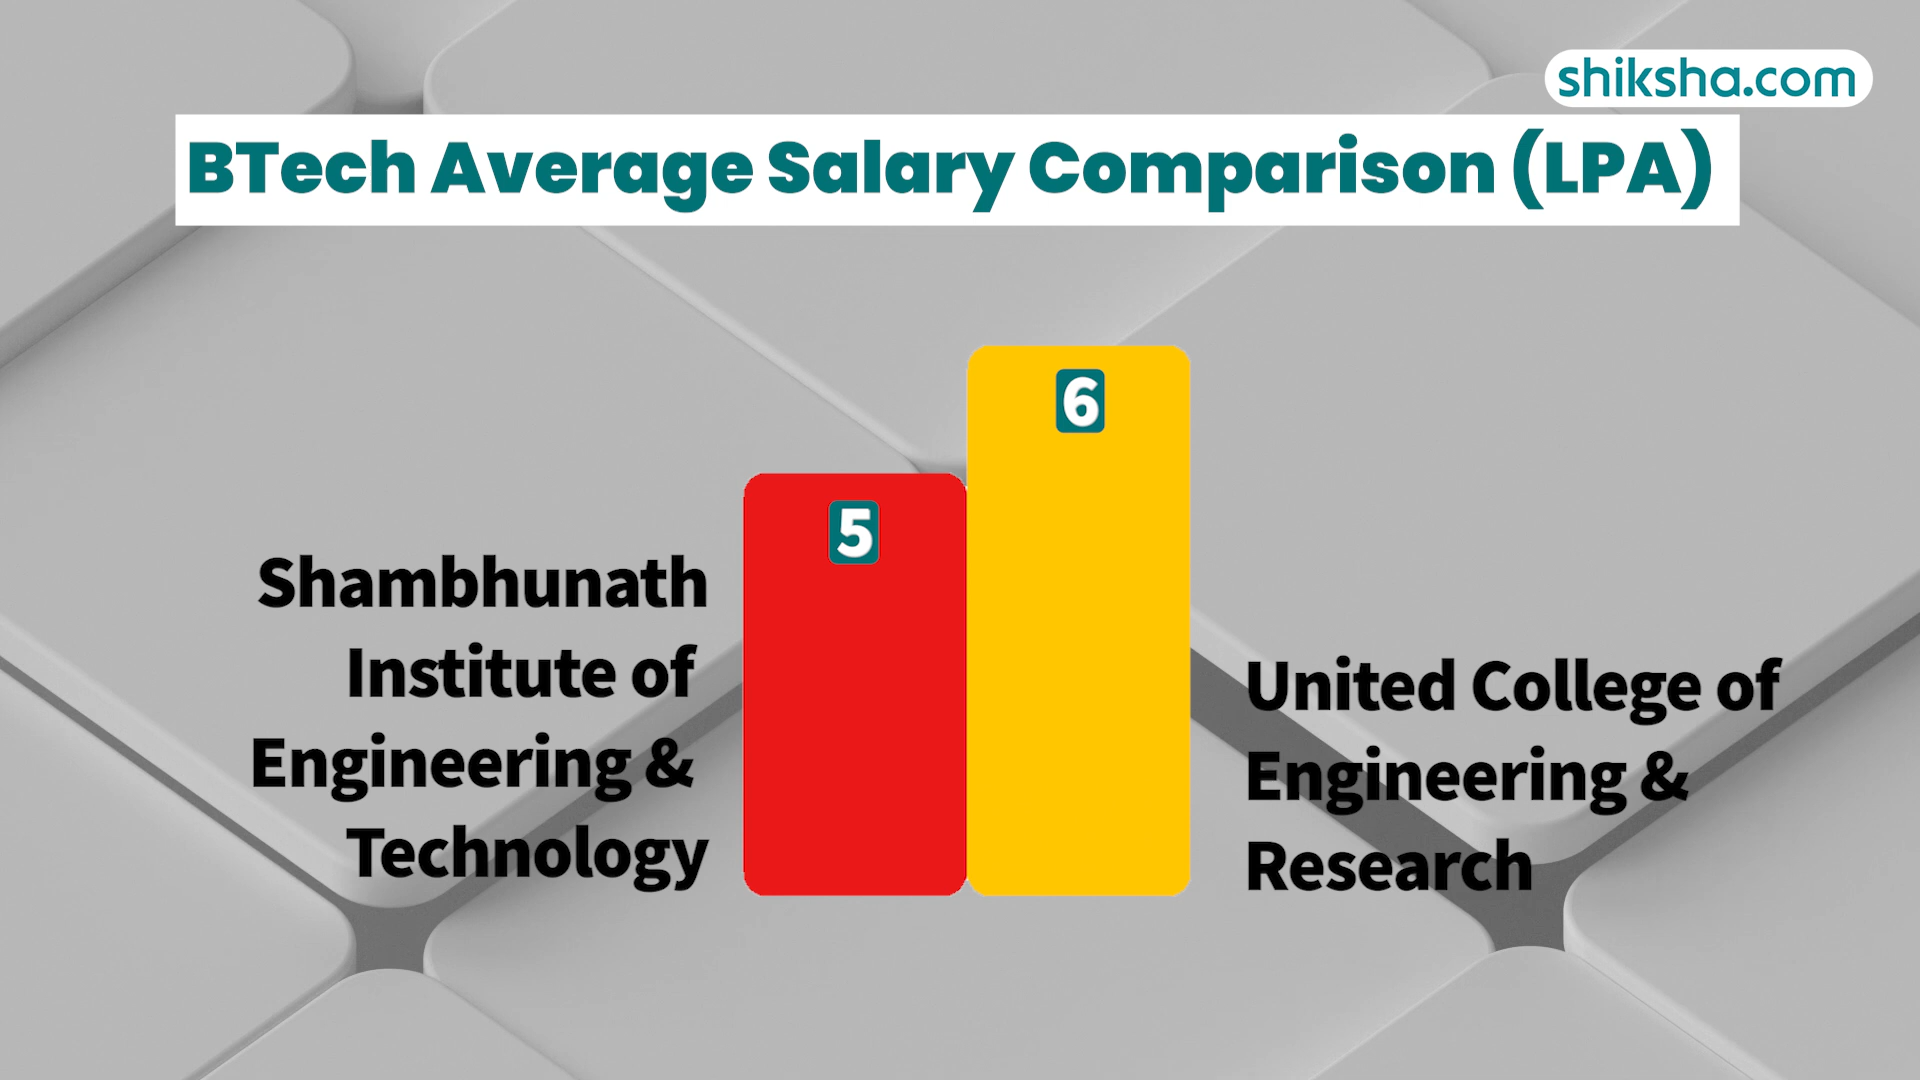 shiksha.com
BTech Average Salary Comparison (LPA)
6
5
Shambhunath
Institute of
Engineering &
Technology
United College of
Engineering &
Research